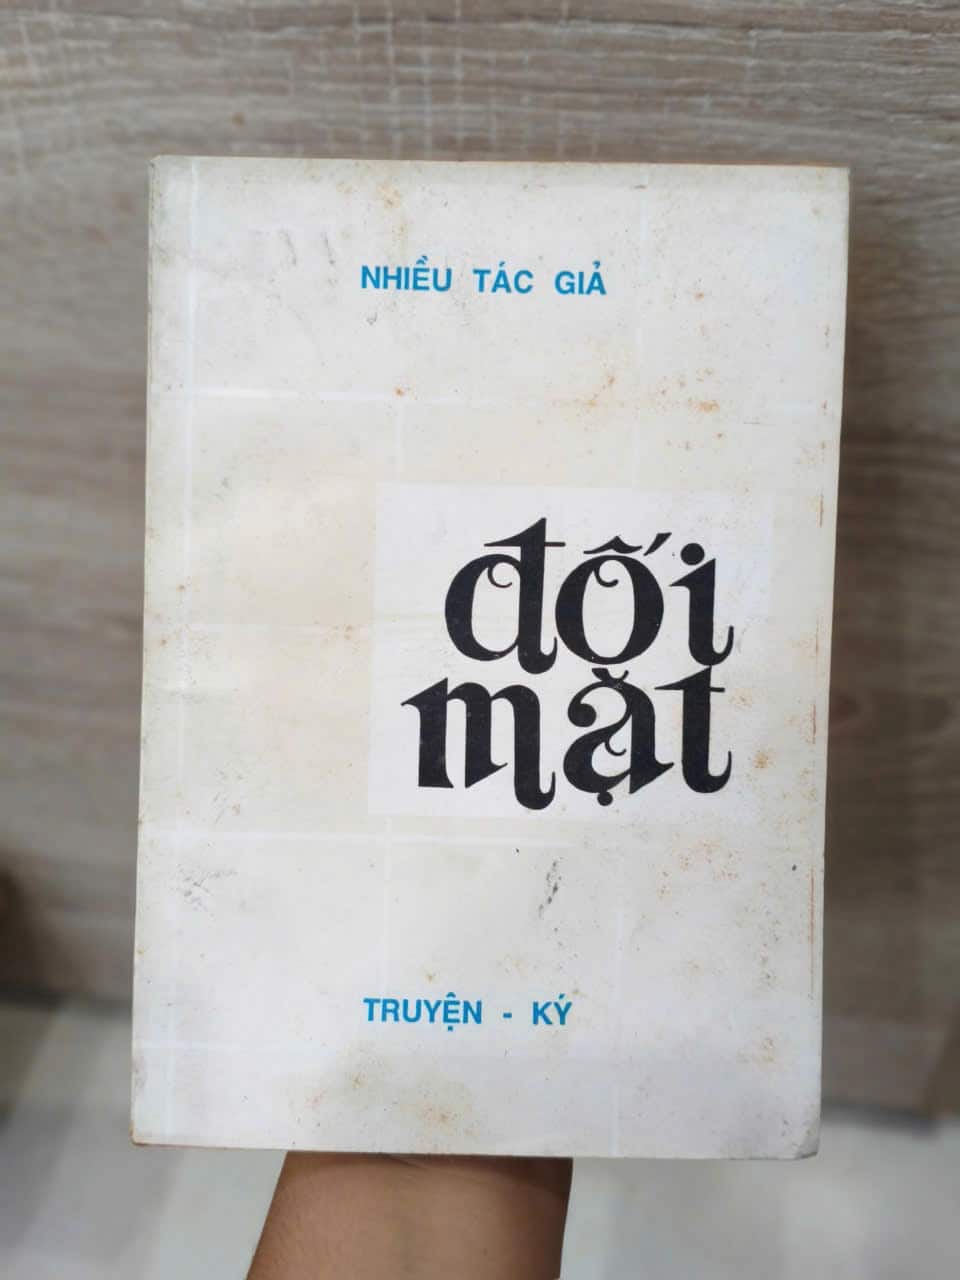 NHIỀU TÁC GIẢ
đối
mặt
TRUYỆN - KÝ